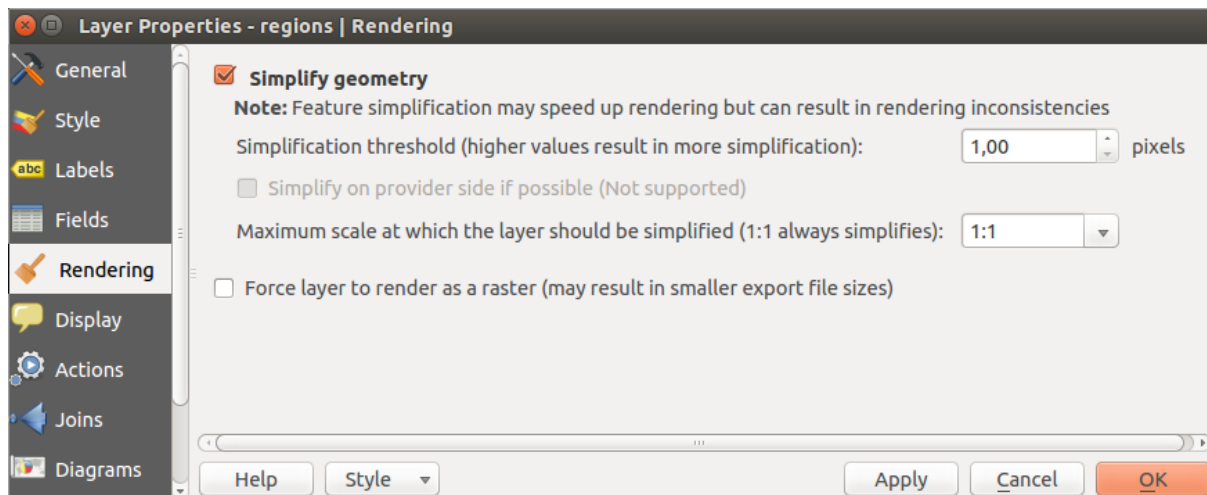 Layer Properties - regions | Rendering
General
Style
abc Labels
Fields
Rendering
Display
Actions
Joins
Diagrams
Simplify geometry
Note: Feature simplification may speed up rendering but can result in rendering inconsistencies
Simplification threshold (higher values result in more simplification): 1,00 pixels
Simplify on provider side if possible (Not supported)
Maximum scale at which the layer should be simplified (1:1 always simplifies): 1:1
Force layer to render as a raster (may result in smaller export file sizes)
Help Style Apply Cancel OK